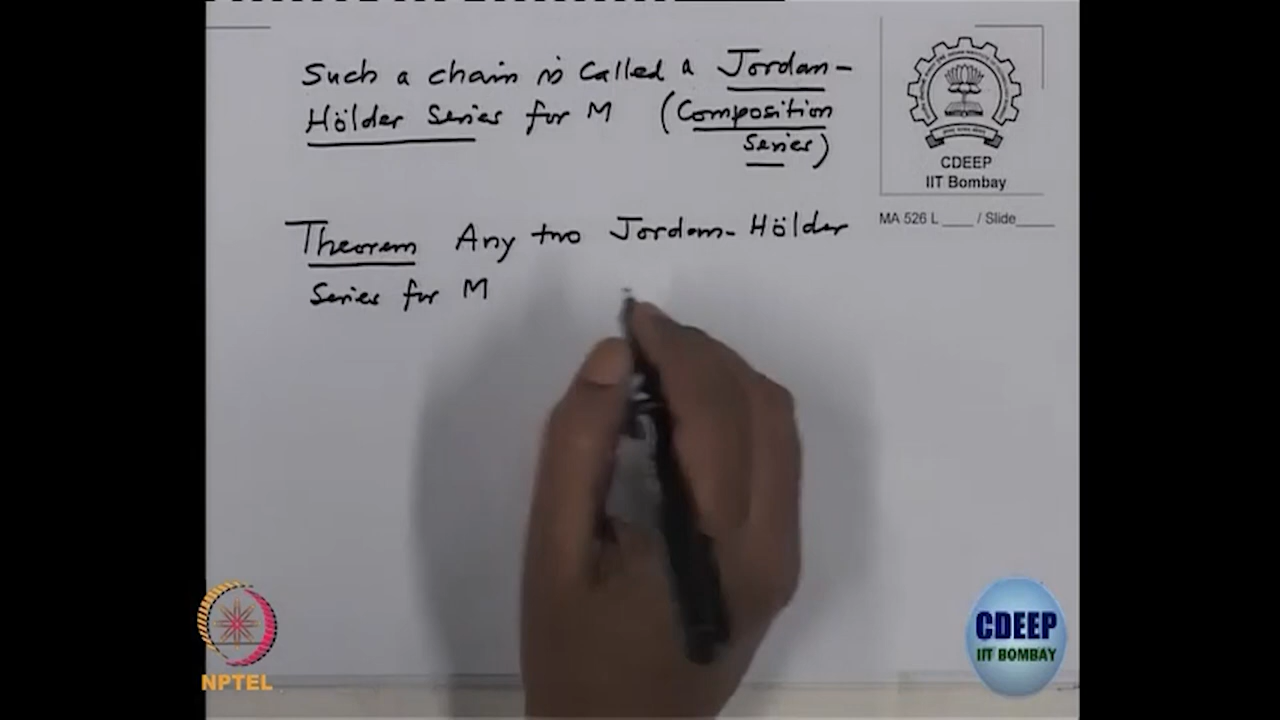 Such a chain is called a Jordan-
Hölder Series for M (Composition
Series)
Theorem Any two Jordan-Hölder
Series for M
CDEEP
IIT Bombay
MA 526 L ____ / Slide____
NPTEL
CDEEP
IIT BOMBAY